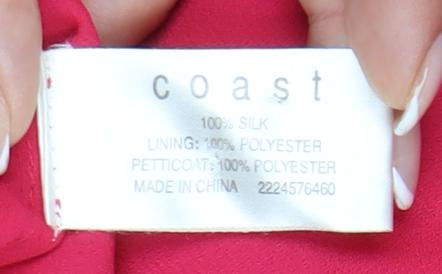 coast
100% SILK
LINING: 100% POLYESTER
PETTICOAT: 100% POLYESTER
MADE IN CHINA 2224576460